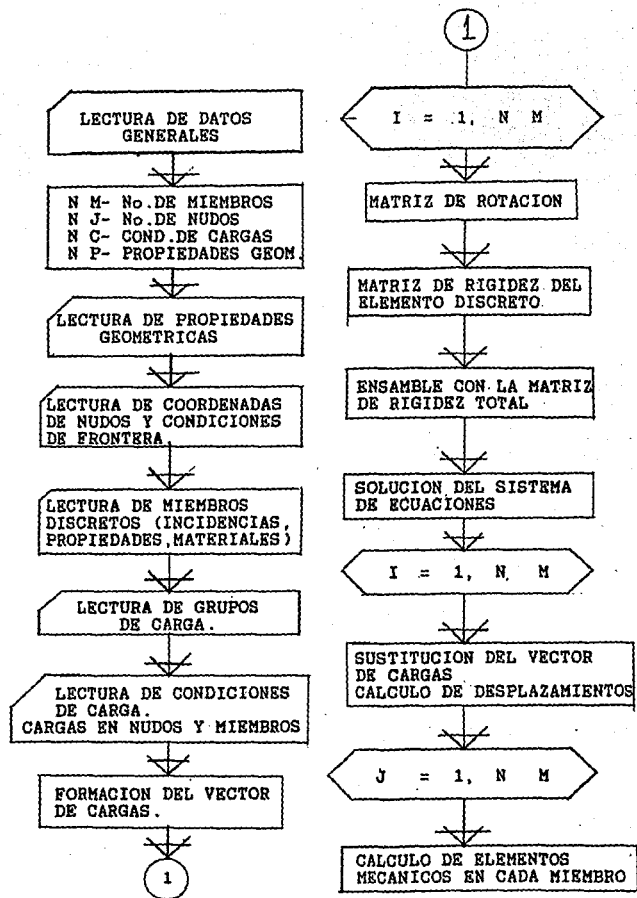 LECTURA DE DATOS
GENERALES
N M- No.DE MIEMBROS
N J- No.DE NUDOS
N C- COND.DE CARGAS
N P- PROPIEDADES GEOM.
LECTURA DE PROPIEDADES
GEOMETRICAS
LECTURA DE COORDENADAS
DE NUDOS Y CONDICIONES
DE FRONTERA
LECTURA DE MIEMBROS
DISCRETOS (INCIDENCIAS,
PROPIEDADES,MATERIALES)
LECTURA DE GRUPOS
DE CARGA.
LECTURA DE CONDICIONES
DE CARGA.
CARGAS EN NUDOS Y MIEMBROS
FORMACION DEL VECTOR
DE CARGAS.
1
1
I = 1, N M
MATRIZ DE ROTACION
MATRIZ DE RIGIDEZ DEL
ELEMENTO DISCRETO
ENSAMBLE CON LA MATRIZ
DE RIGIDEZ TOTAL
SOLUCION DEL SISTEMA
DE ECUACIONES
I = 1, N M
SUSTITUCION DEL VECTOR
DE CARGAS
CALCULO DE DESPLAZAMIENTOS
J = 1, N M
CALCULO DE ELEMENTOS
MECANICOS EN CADA MIEMBRO